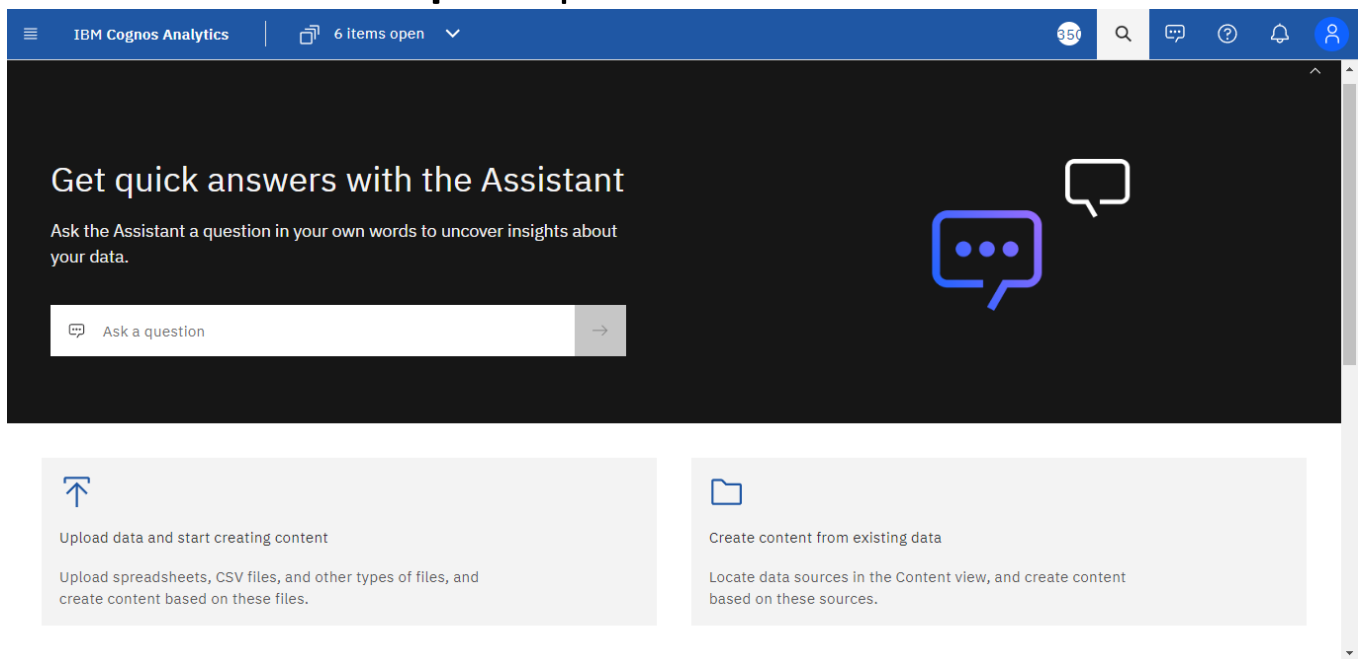 IBM Cognos Analytics
6 items open
350
Get quick answers with the Assistant
Ask the Assistant a question in your own words to uncover insights about
your data.
Ask a question
Upload data and start creating content
Upload spreadsheets, CSV files, and other types of files, and
create content based on these files.
Create content from existing data
Locate data sources in the Content view, and create content
based on these sources.